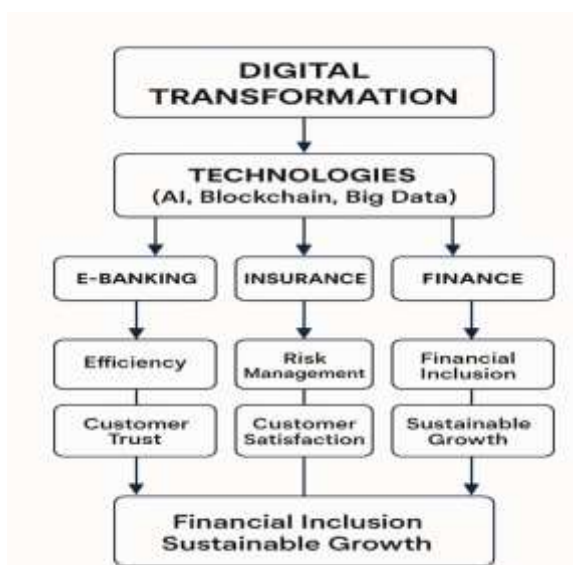 DIGITAL
TRANSFORMATION
TECHNOLOGIES
(AI, Blockchain, Big Data)
E-BANKING
INSURANCE
FINANCE
Efficiency
Risk
Management
Financial
Inclusion
Customer
Trust
Customer
Satisfaction
Sustainable
Growth
Financial Inclusion
Sustainable Growth